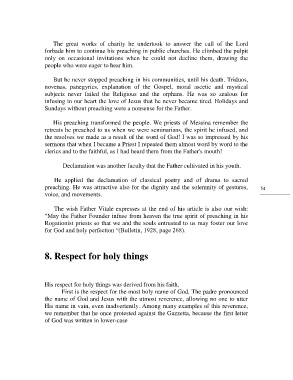 The great works of charity he undertook to answer the call of the Lord
forbade him to continue his preaching in public churches. He climbed the pulpit
only on occasional invitations when he could not decline them, drawing the
people who were eager to hear him.
But he never stopped preaching in his communities, until his death. Triduus,
novenas, panegyrics, explanation of the Gospel, moral ascetic and mystical
subjects never failed the Religious and the orphans. He was so zealous for
infusing in our heart the love of Jesus that he never became tired. Holidays and
Sundays without preaching were a nonsense for the Father.
His preaching transformed the people. We priests of Messina remember the
retreats he preached to us when we were seminarians, the spirit he infused, and
the resolves we made as a result of the word of God! I was so impressed by his
sermons that when I became a Priest I repeated them almost word by word to the
clerics and to the faithful, as I had heard them from the Father's mouth!
Declamation was another faculty that the Father cultivated in his youth.
He applied the declamation of classical poetry and of drama to sacred
preaching. He was attractive also for the dignity and the solemnity of gestures,
voice, and movements.
54
The wish Father Vitale expresses at the end of his article is also our wish:
"May the Father Founder infuse from heaven the true spirit of preaching in his
Rogationist priests so that we and the souls entrusted to us may foster our love
for God and holy perfection "(Bulletin, 1928, page 268).
8. Respect for holy things
His respect for holy things was derived from his faith.
First is the respect for the most holy name of God. The padre pronounced
the name of God and Jesus with the utmost reverence, allowing no one to utter
His name in vain, even inadvertently. Among many examples of this reverence,
we remember that he once protested against the Gazzetta, because the first letter
of God was written in lower-case